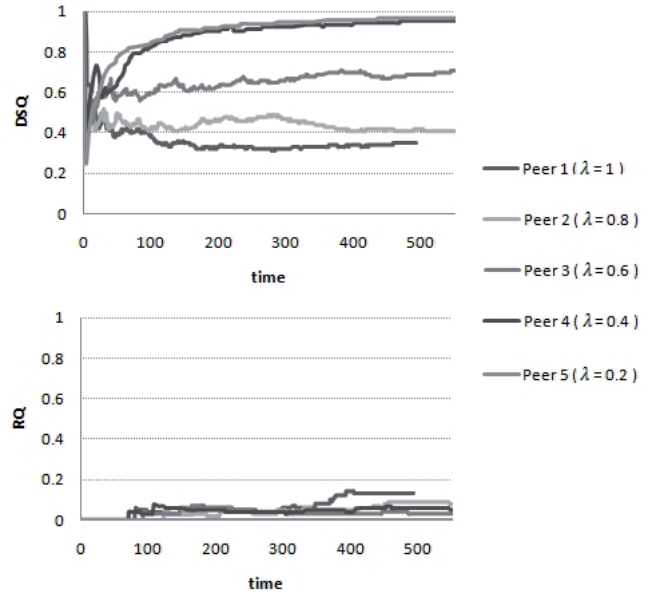 1
0.8
0.6
0.4
0.2
0
DSQ
0 100 200 300 400 500
time
Peer 1 ( λ = 1 )
Peer 2 ( λ = 0.8 )
Peer 3 ( λ = 0.6 )
Peer 4 ( λ = 0.4 )
Peer 5 ( λ = 0.2 )
1
0.8
0.6
0.4
0.2
0
RQ
0 100 200 300 400 500
time